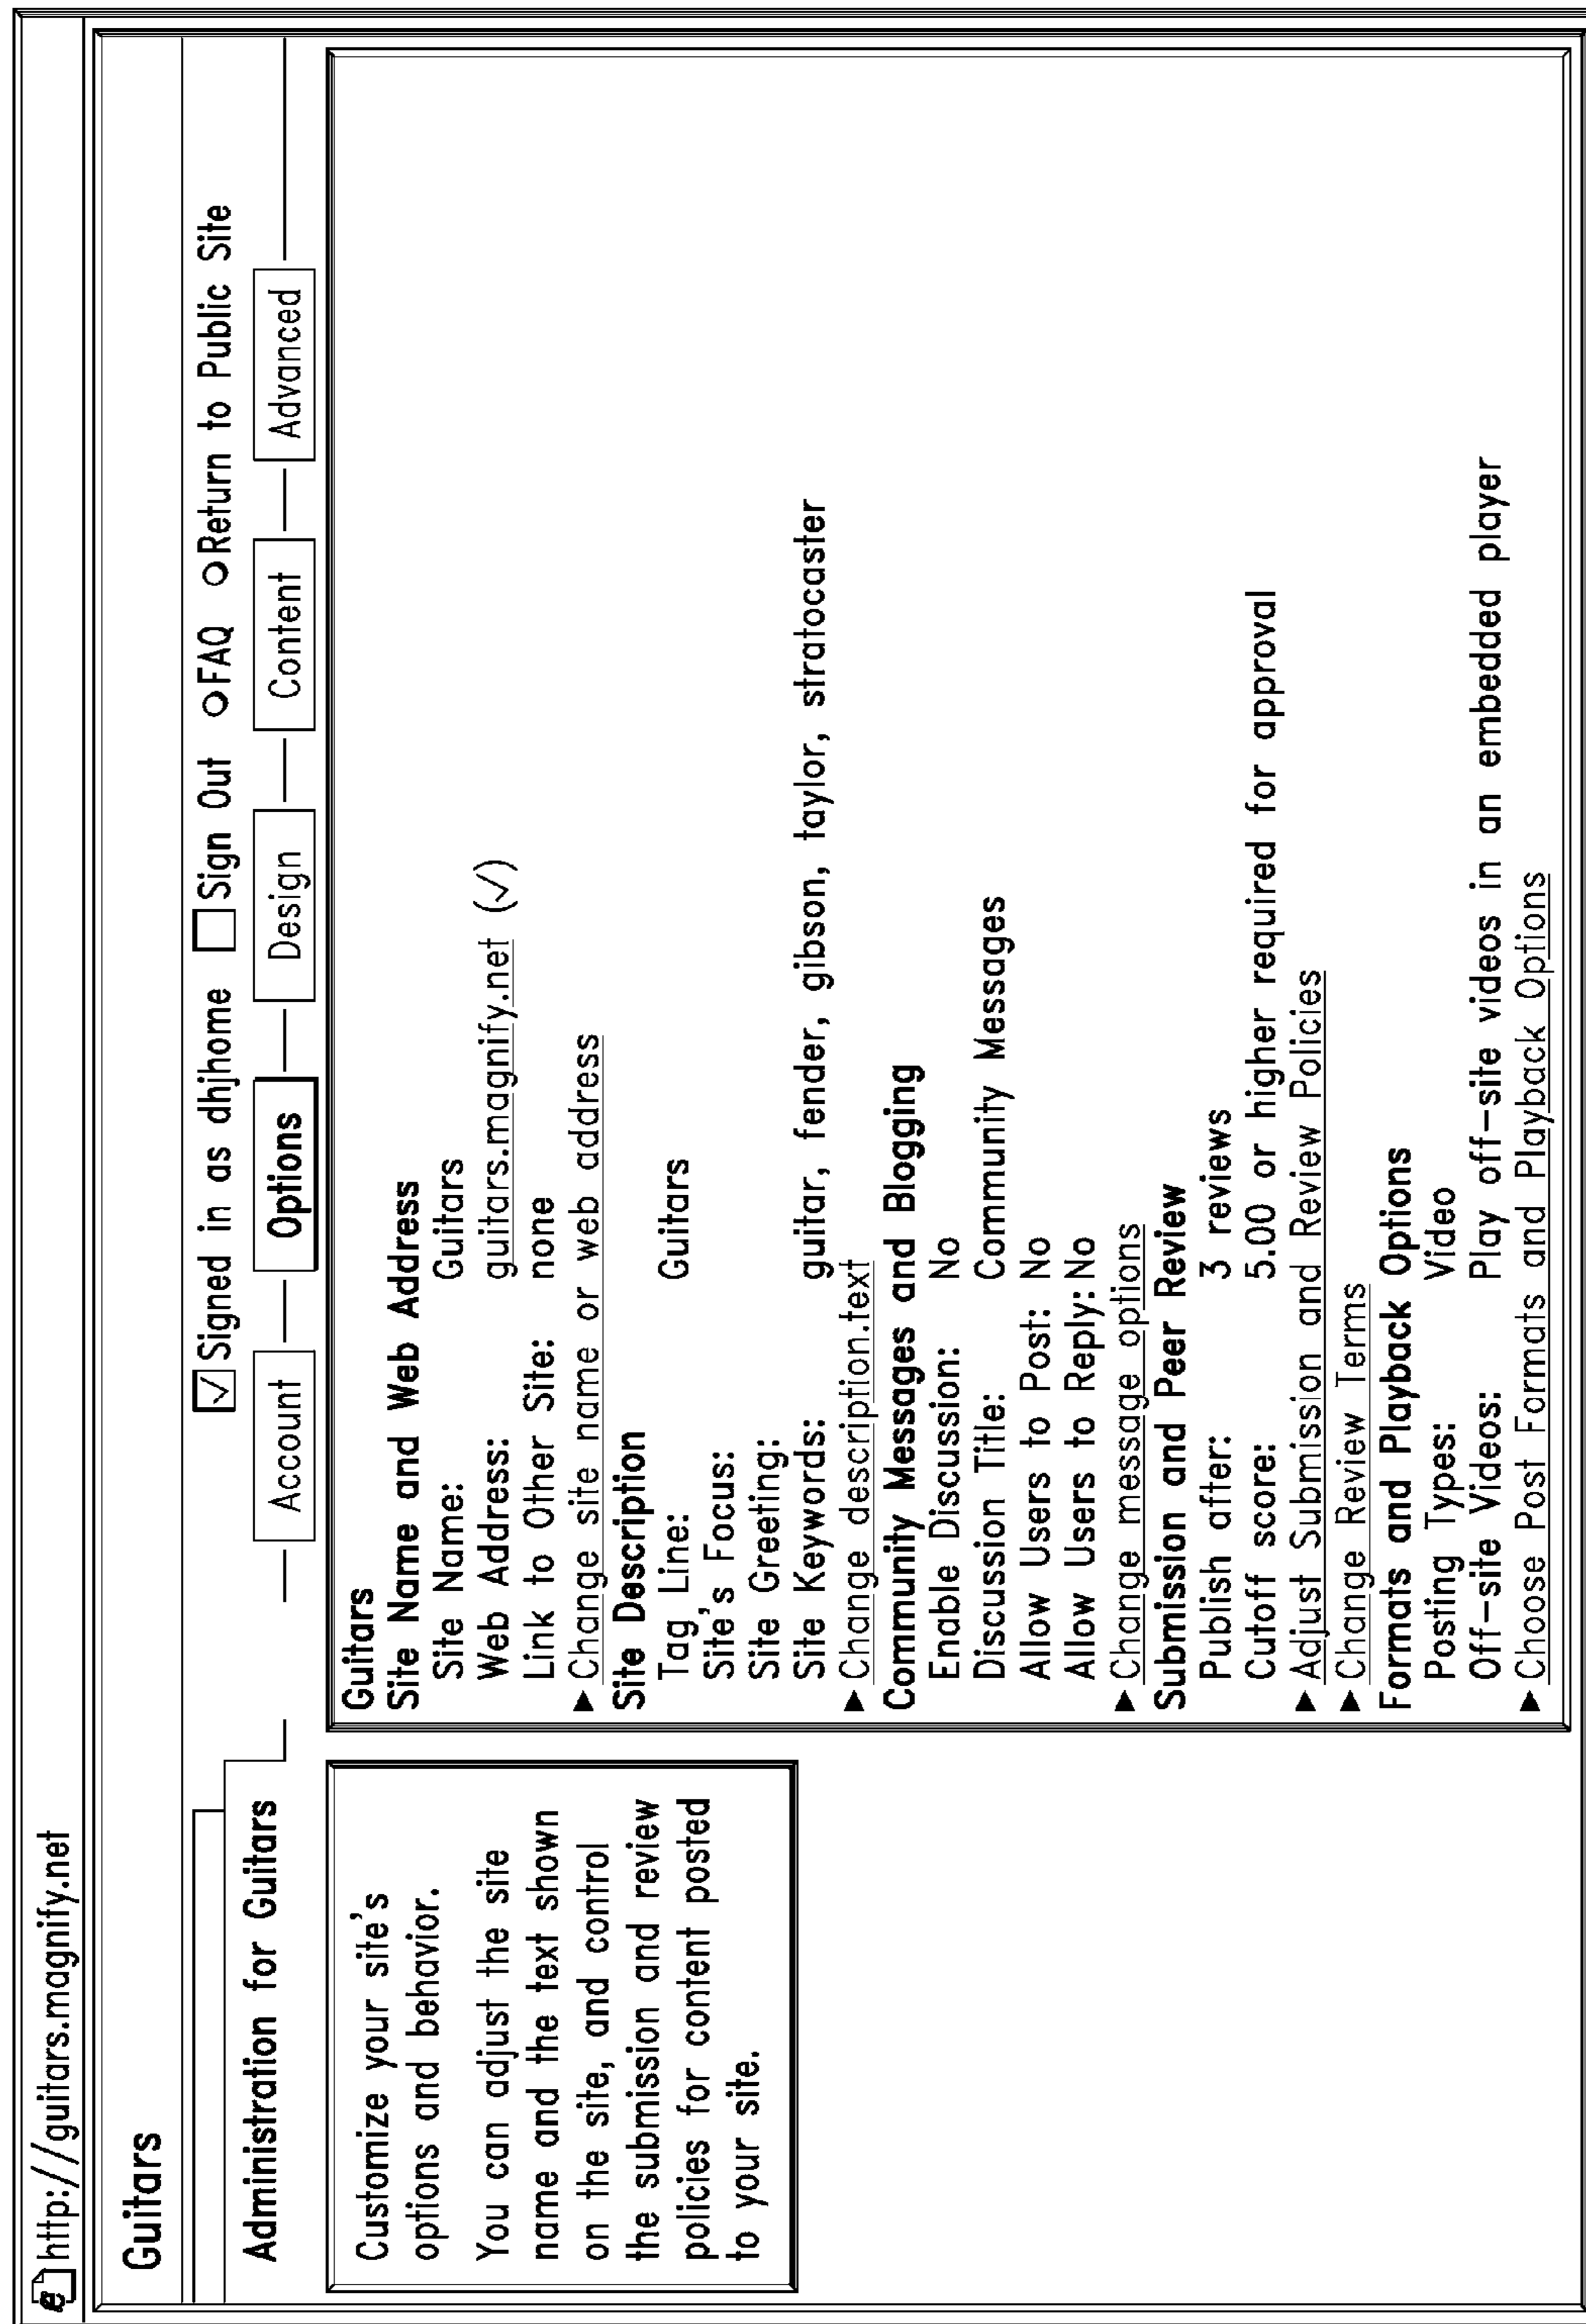 http://guitars.magnify.net
Guitars
Signed in as dhjhome Sign Out FAQ Return to Public Site
Administration for Guitars
Account Options Design Content Advanced
Customize your site's
options and behavior.
You can adjust the site
name and the text shown
on the site, and control
the submission and review
policies for content posted
to your site.
Guitars
Site Name and Web Address
Site Name: Guitars
Web Address: guitars.magnify.net (✓)
Link to Other Site: none
▶ Change site name or web address
Site Description
Tag Line: Guitars
Site's Focus:
Site Greeting:
Site Keywords: guitar, fender, gibson, taylor, stratocaster
▶ Change description.text
Community Messages and Blogging
Enable Discussion: No
Discussion Title: Community Messages
Allow Users to Post: No
Allow Users to Reply: No
▶ Change message options
Submission and Peer Review
Publish after: 3 reviews
Cutoff score: 5.00 or higher required for approval
▶ Adjust Submission and Review Policies
▶ Change Review Terms
Formats and Playback Options
Posting Types: Video
Off-site Videos: Play off-site videos in an embedded player
▶ Choose Post Formats and Playback Options